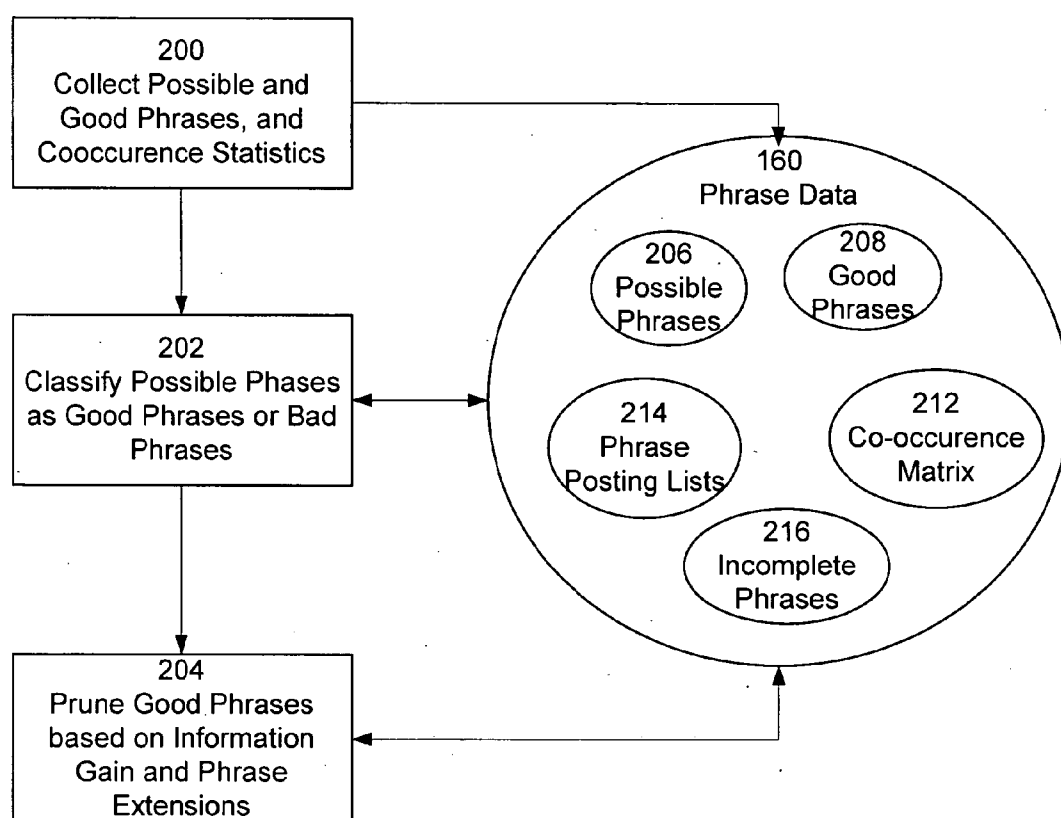 200
Collect Possible and
Good Phrases, and
Cooccurence Statistics
160
Phrase Data
206
Possible
Phrases
208
Good
Phrases
202
Classify Possible Phases
as Good Phrases or Bad
Phrases
214
Phrase
Posting Lists
212
Co-occurence
Matrix
216
Incomplete
Phrases
204
Prune Good Phrases
based on Information
Gain and Phrase
Extensions